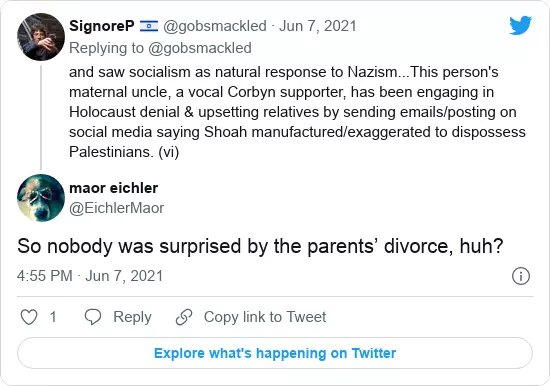 SignoreP 🇮🇱 @gobsmackled · Jun 7, 2021
Replying to @gobsmackled
and saw socialism as natural response to Nazism...This person's
maternal uncle, a vocal Corbyn supporter, has been engaging in
Holocaust denial & upsetting relatives by sending emails/posting on
social media saying Shoah manufactured/exaggerated to dispossess
Palestinians. (vi)
maor eichler
@EichlerMaor
So nobody was surprised by the parents’ divorce, huh?
4:55 PM · Jun 7, 2021
1 Reply Copy link to Tweet
Explore what's happening on Twitter